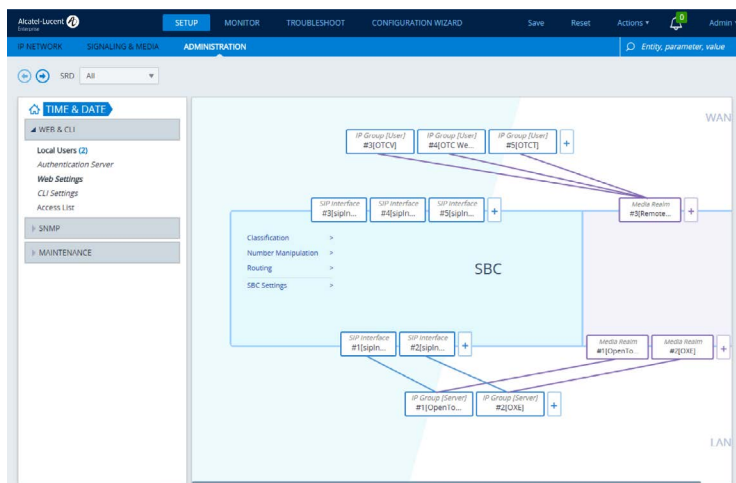 Alcatel-Lucent
Enterprise
SETUP MONITOR TROUBLESHOOT CONFIGURATION WIZARD Save Reset Actions 0 Admin
IP NETWORK SIGNALING & MEDIA ADMINISTRATION Entity, parameter, value
SRD All
TIME & DATE
WEB & CLI
Local Users (2)
Authentication Server
Web Settings
CLI Settings
Access List
SNMP
MAINTENANCE
WAN
IP Group [User] IP Group [User] IP Group [User]
#3[OTCV] #4[OTC We... #5[OTCT] +
SIP Interface SIP Interface SIP Interface Media Realm
#3[sipIn... #4[sipIn... #5[sipIn... + #3[Remote... +
Classification >
Number Manipulation >
Routing >
SBC Settings >
SBC
SIP Interface SIP Interface Media Realm Media Realm
#1[sipIn... #2[sipIn... + #1[OpenTo... #2[OXE] +
IP Group [Server] IP Group [Server]
#1[OpenTo... #2[OXE] +
LAN